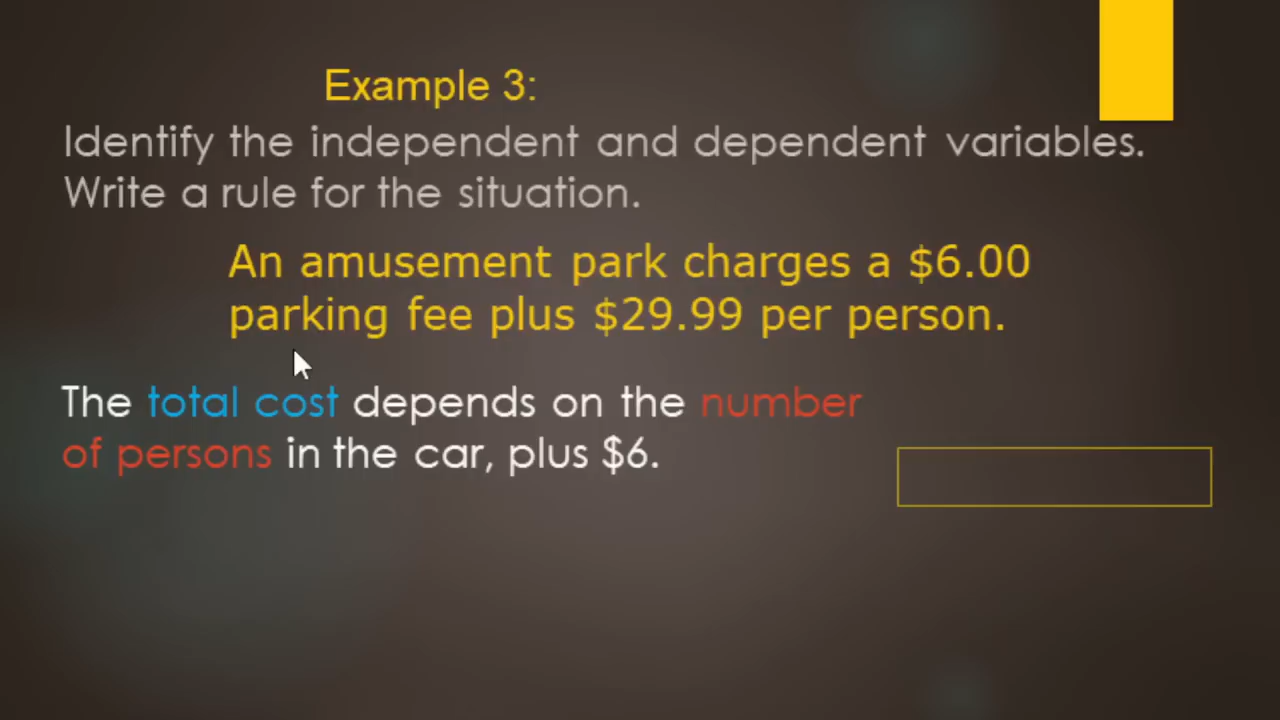 Example 3:
Identify the independent and dependent variables.
Write a rule for the situation.
An amusement park charges a $6.00
parking fee plus $29.99 per person.
The total cost depends on the number
of persons in the car, plus $6.